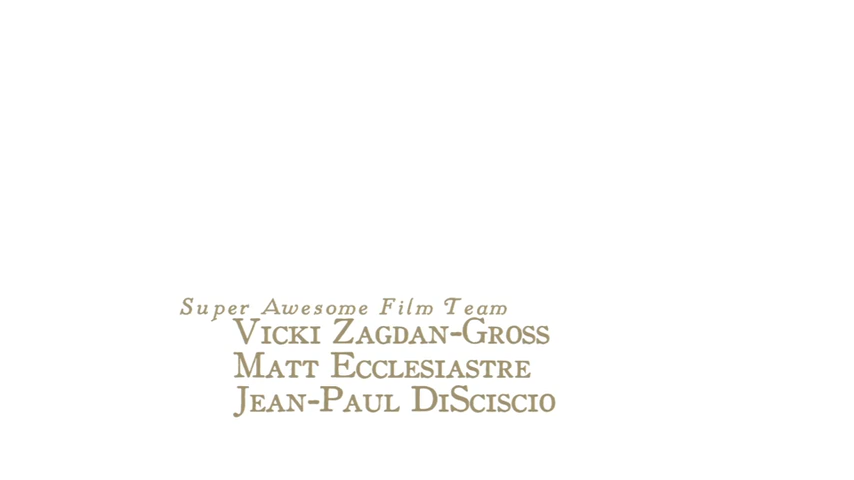 Super Awesome Film Team
Vicki Zagdan-Gross
Matt Ecclesiastre
Jean-Paul DiSciscio